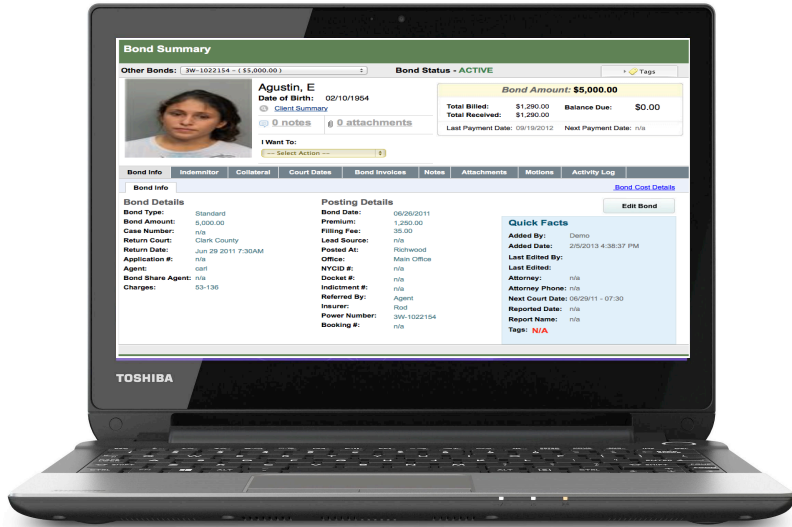 Bond Summary
Other Bonds: 3W-1022154 - ( $5,000.00 )
Bond Status - ACTIVE
Tags
Agustin, E
Date of Birth: 02/10/1954
Client Summary
0 notes 0 attachments
I Want To:
--- Select Action ---
Bond Amount: $5,000.00
Total Billed: $1,290.00 Balance Due: $0.00
Total Received: $1,290.00
Last Payment Date: 09/19/2012 Next Payment Date: n/a
Bond Info Indemnitor Collateral Court Dates Bond Invoices Notes Attachments Motions Activity Log
Bond Info
Bond Cost Details
Edit Bond
Bond Details
Bond Type: Standard
Bond Amount: 5,000.00
Case Number: n/a
Return Court: Clark County
Return Date: Jun 29 2011 7:30AM
Application #: n/a
Agent: carl
Bond Share Agent: n/a
Charges: 53-136
Posting Details
Bond Date: 06/26/2011
Premium: 1,250.00
Filling Fee: 35.00
Lead Source: n/a
Posted At: Richwood
Office: Main Office
NYCID #: n/a
Docket #: n/a
Indictment #: n/a
Referred By: Agent
Insurer: Rod
Power Number: 3W-1022154
Booking #: n/a
Quick Facts
Added By: Demo
Added Date: 2/5/2013 4:38:37 PM
Last Edited By:
Last Edited:
Attorney: n/a
Attorney Phone: n/a
Next Court Date: 06/29/11 - 07:30
Reported Date: n/a
Report Name: n/a
Tags: N/A
TOSHIBA